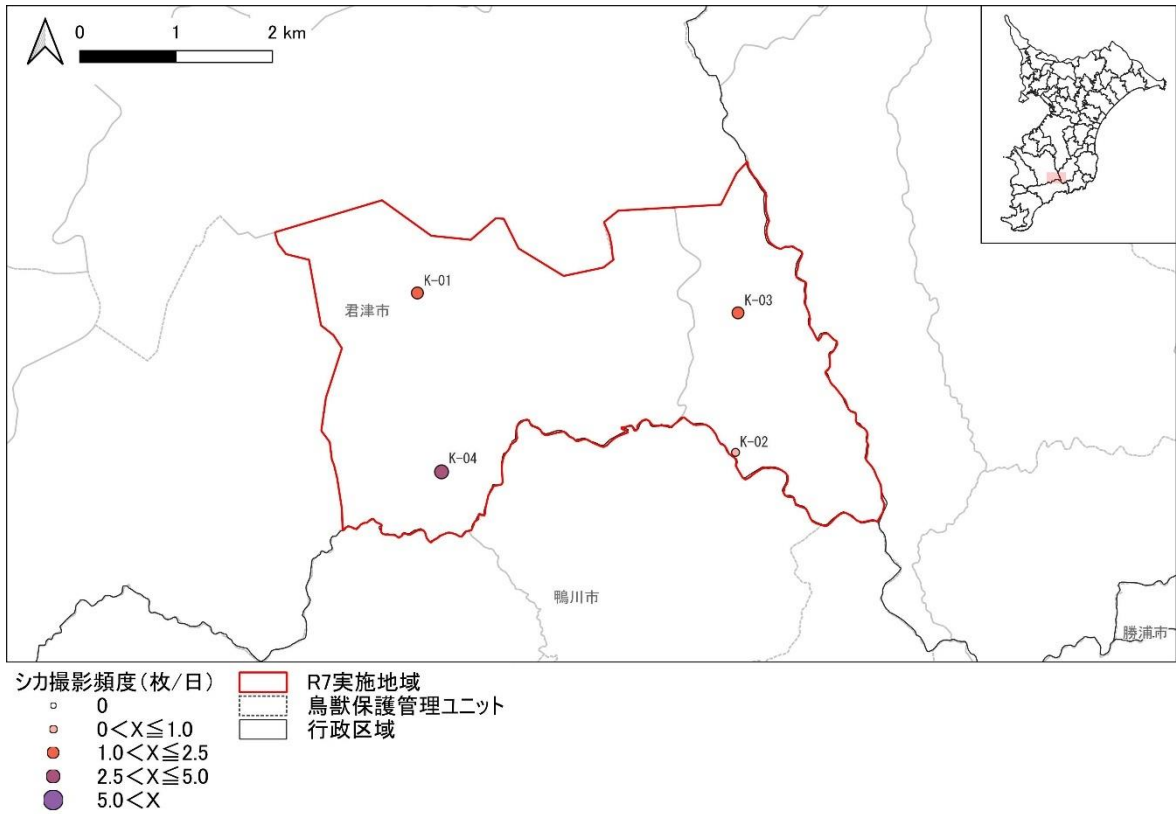 0 1 2 km
K-01
君津市
K-03
K-02
K-04
鴨川市
勝浦市
シカ撮影頻度(枚/日)
0
0<X≦1.0
1.0<X≦2.5
2.5<X≦5.0
5.0<X
R7実施地域
鳥獣保護管理ユニット
行政区域